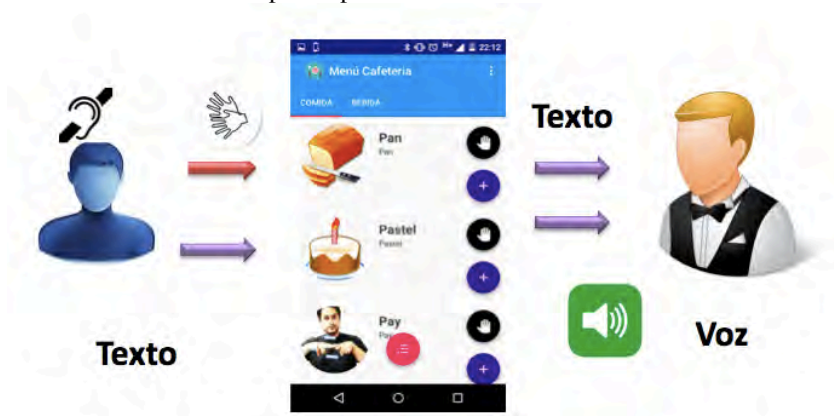 22:12
Menú Cafeteria
COMIDA BEBIDA
Pan
Pan
Pastel
Pastel
Pay
Texto
Texto
Voz